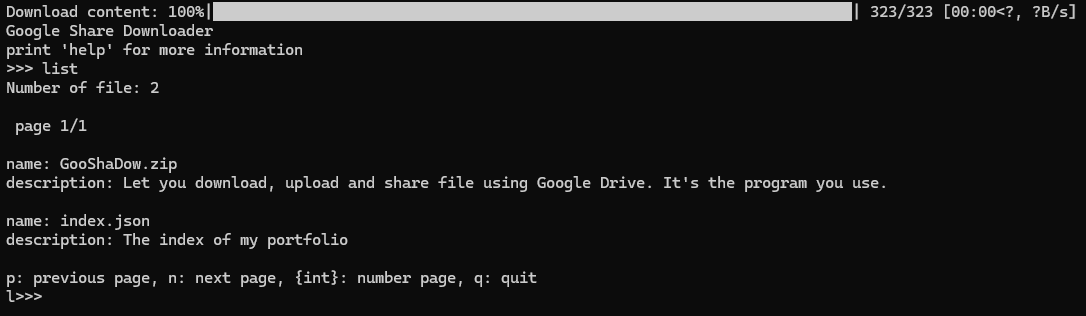 Download content: 100%| | 323/323 [00:00<?, ?B/s]
Google Share Downloader
print 'help' for more information
>>> list
Number of file: 2
page 1/1
name: GooShaDow.zip
description: Let you download, upload and share file using Google Drive. It's the program you use.
name: index.json
description: The index of my portfolio
p: previous page, n: next page, {int}: number page, q: quit
l>>>